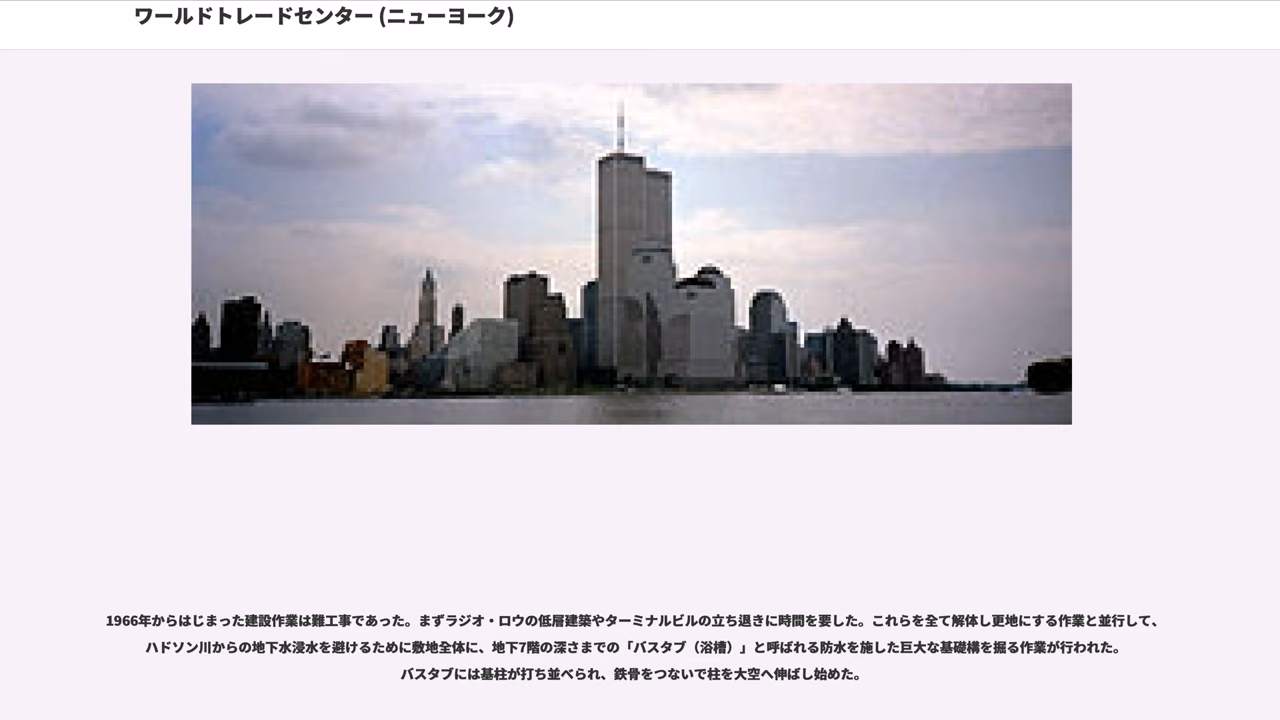 ワールドトレードセンター (ニューヨーク)
1966年からはじまった建設作業は難工事であった。まずラジオ・ロウの低層建築やターミナルビルの立ち退きに時間を要した。これらを全て解体し更地にする作業と並行して、
ハドソン川からの地下水浸水を避けるために敷地全体に、地下7階の深さまでの「バスタブ（浴槽）」と呼ばれる防水を施した巨大な基礎構を掘る作業が行われた。
バスタブには基柱が打ち並べられ、鉄骨をつないで柱を大空へ伸ばし始めた。